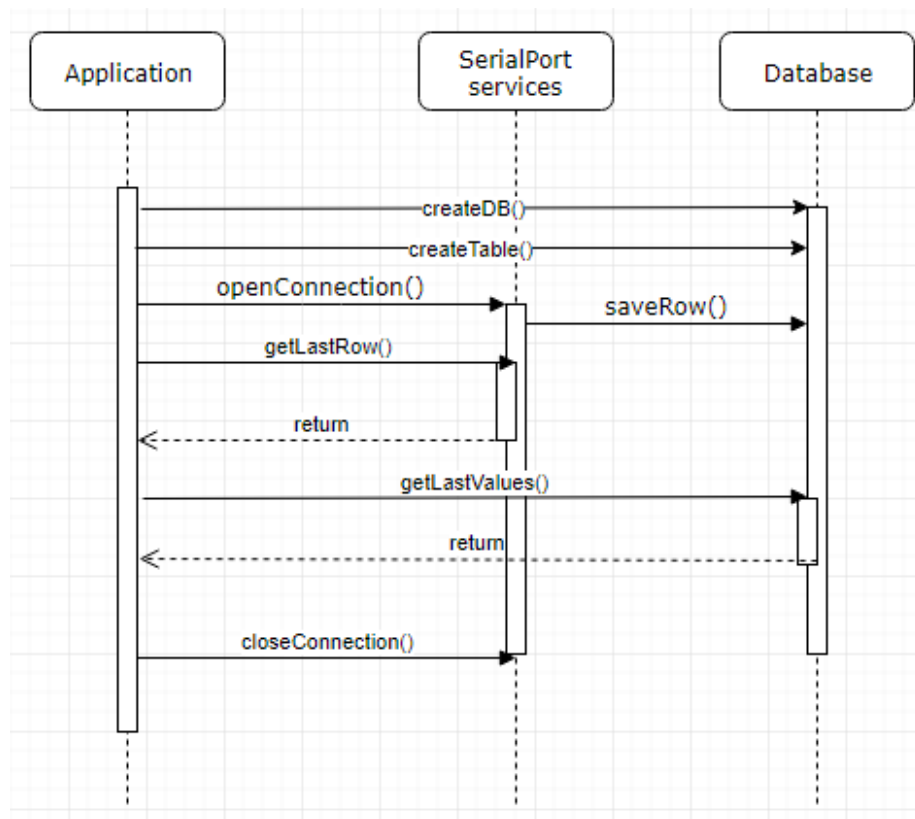 Application
SerialPort
services
Database
createDB()
createTable()
openConnection()
saveRow()
getLastRow()
return
getLastValues()
return
closeConnection()